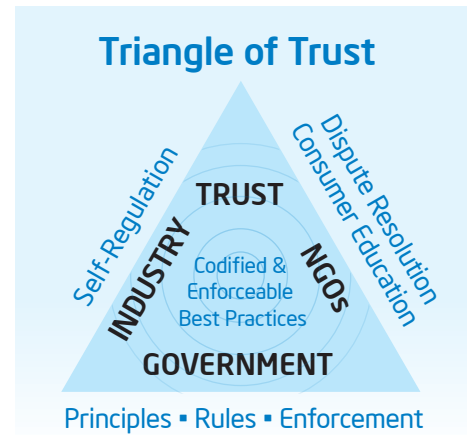 Triangle of Trust
Self-Regulation
Dispute Resolution
Consumer Education
TRUST
INDUSTRY
NGOs
Codified &
Enforceable
Best Practices
GOVERNMENT
Principles ▪ Rules ▪ Enforcement